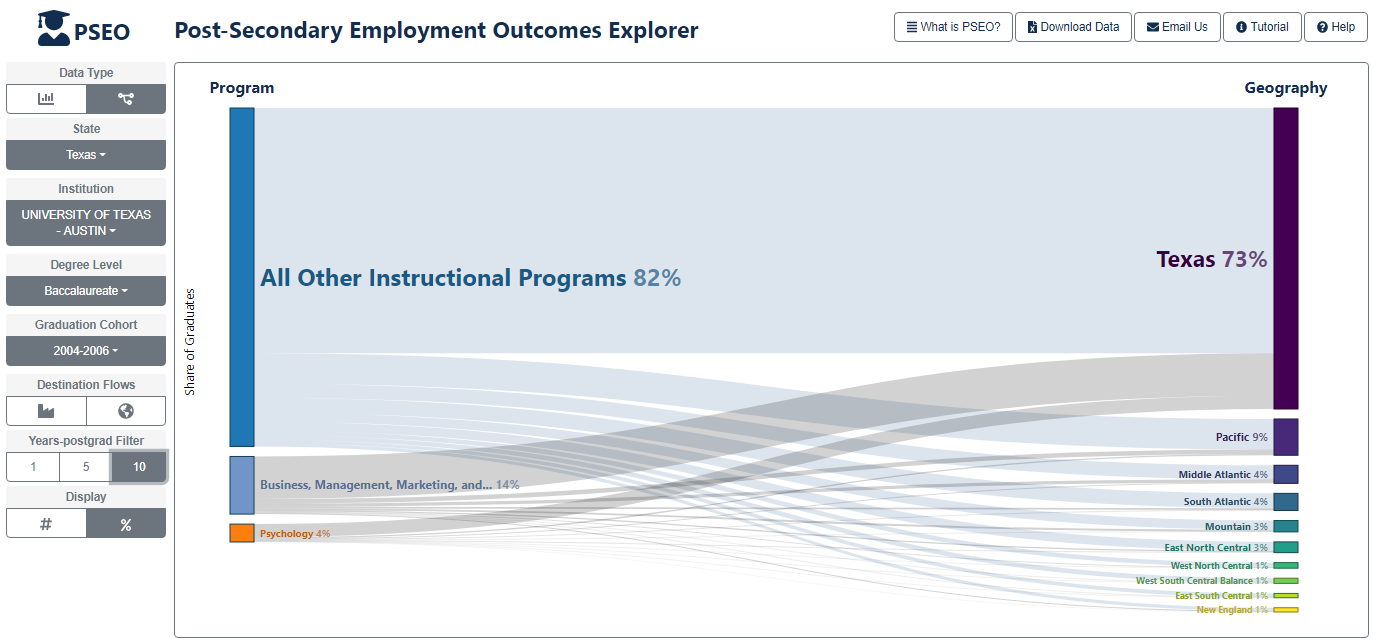 PSEO
Post-Secondary Employment Outcomes Explorer
What is PSEO?
Download Data
Email Us
Tutorial
Help
Data Type
State
Texas
Institution
UNIVERSITY OF TEXAS
- AUSTIN
Degree Level
Baccalaureate
Graduation Cohort
2004-2006
Destination Flows
Years-postgrad Filter
1
5
10
Display
#
%
Program
Geography
Share of Graduates
All Other Instructional Programs 82%
Business, Management, Marketing, and... 14%
Psychology 4%
Texas 73%
Pacific 9%
Middle Atlantic 4%
South Atlantic 4%
Mountain 3%
East North Central 3%
West North Central 1%
West South Central Balance 1%
East South Central 1%
New England 1%